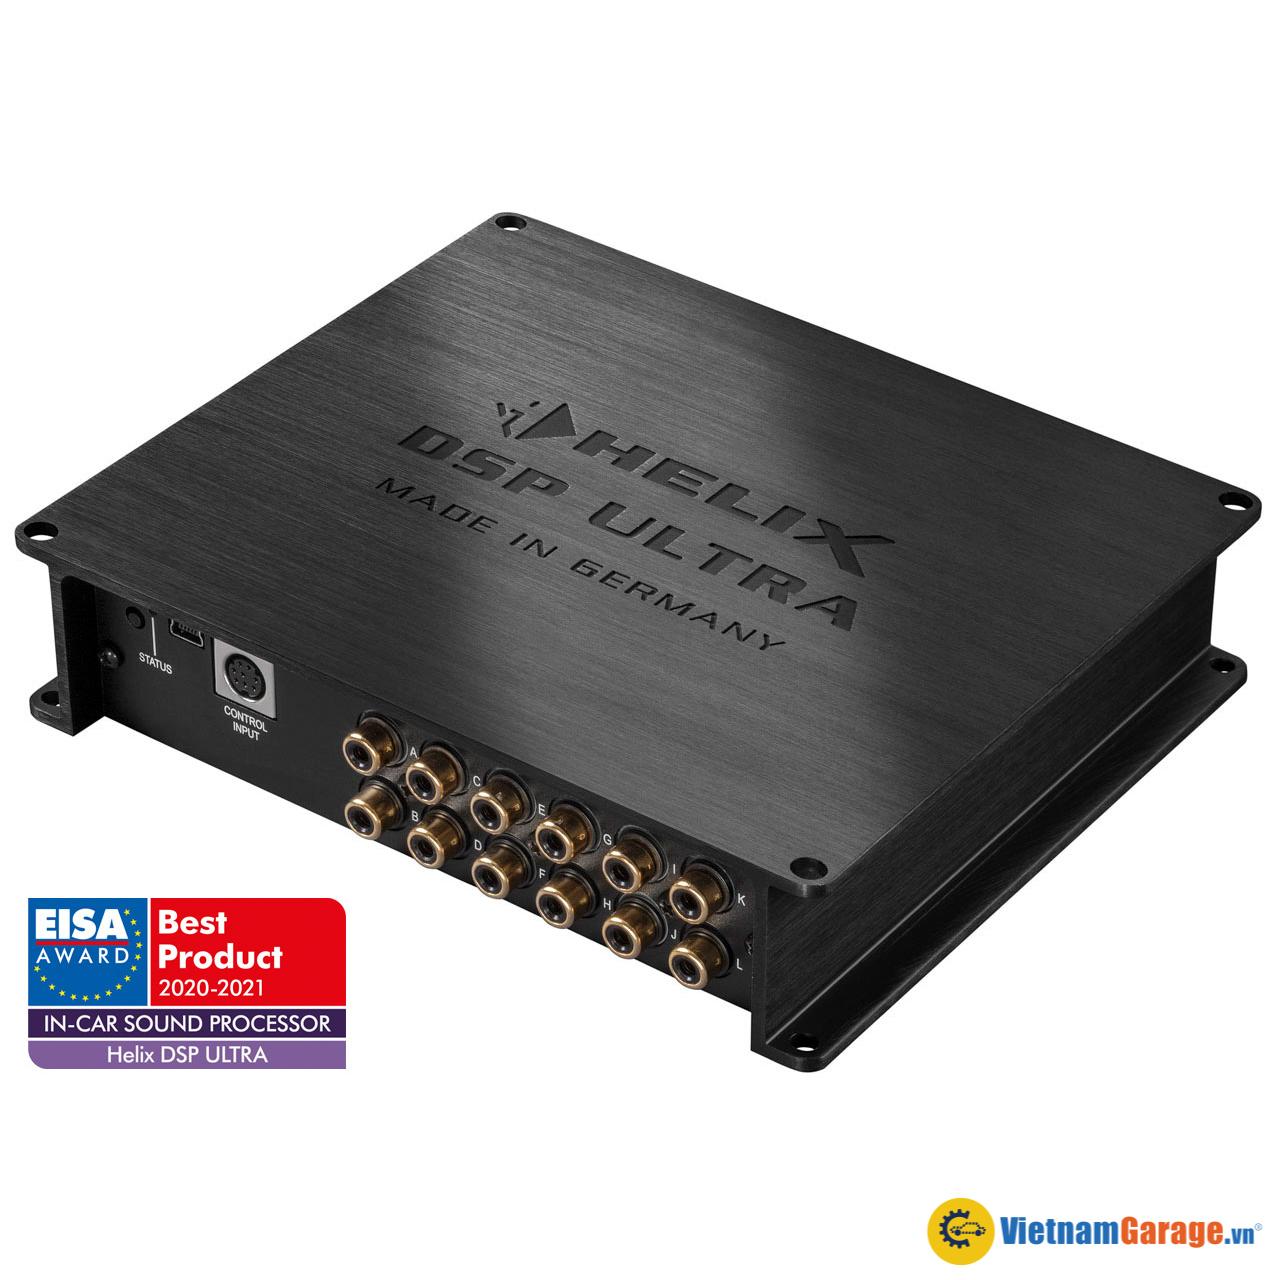 HELIX
DSP ULTRA
MADE IN GERMANY
STATUS
CONTROL
INPUT
A
C
E
G
I
K
B
D
F
H
J
L
EISA
AWARD
Best
Product
2020-2021
IN-CAR SOUND PROCESSOR
Helix DSP ULTRA
VietnamGarage.vn®